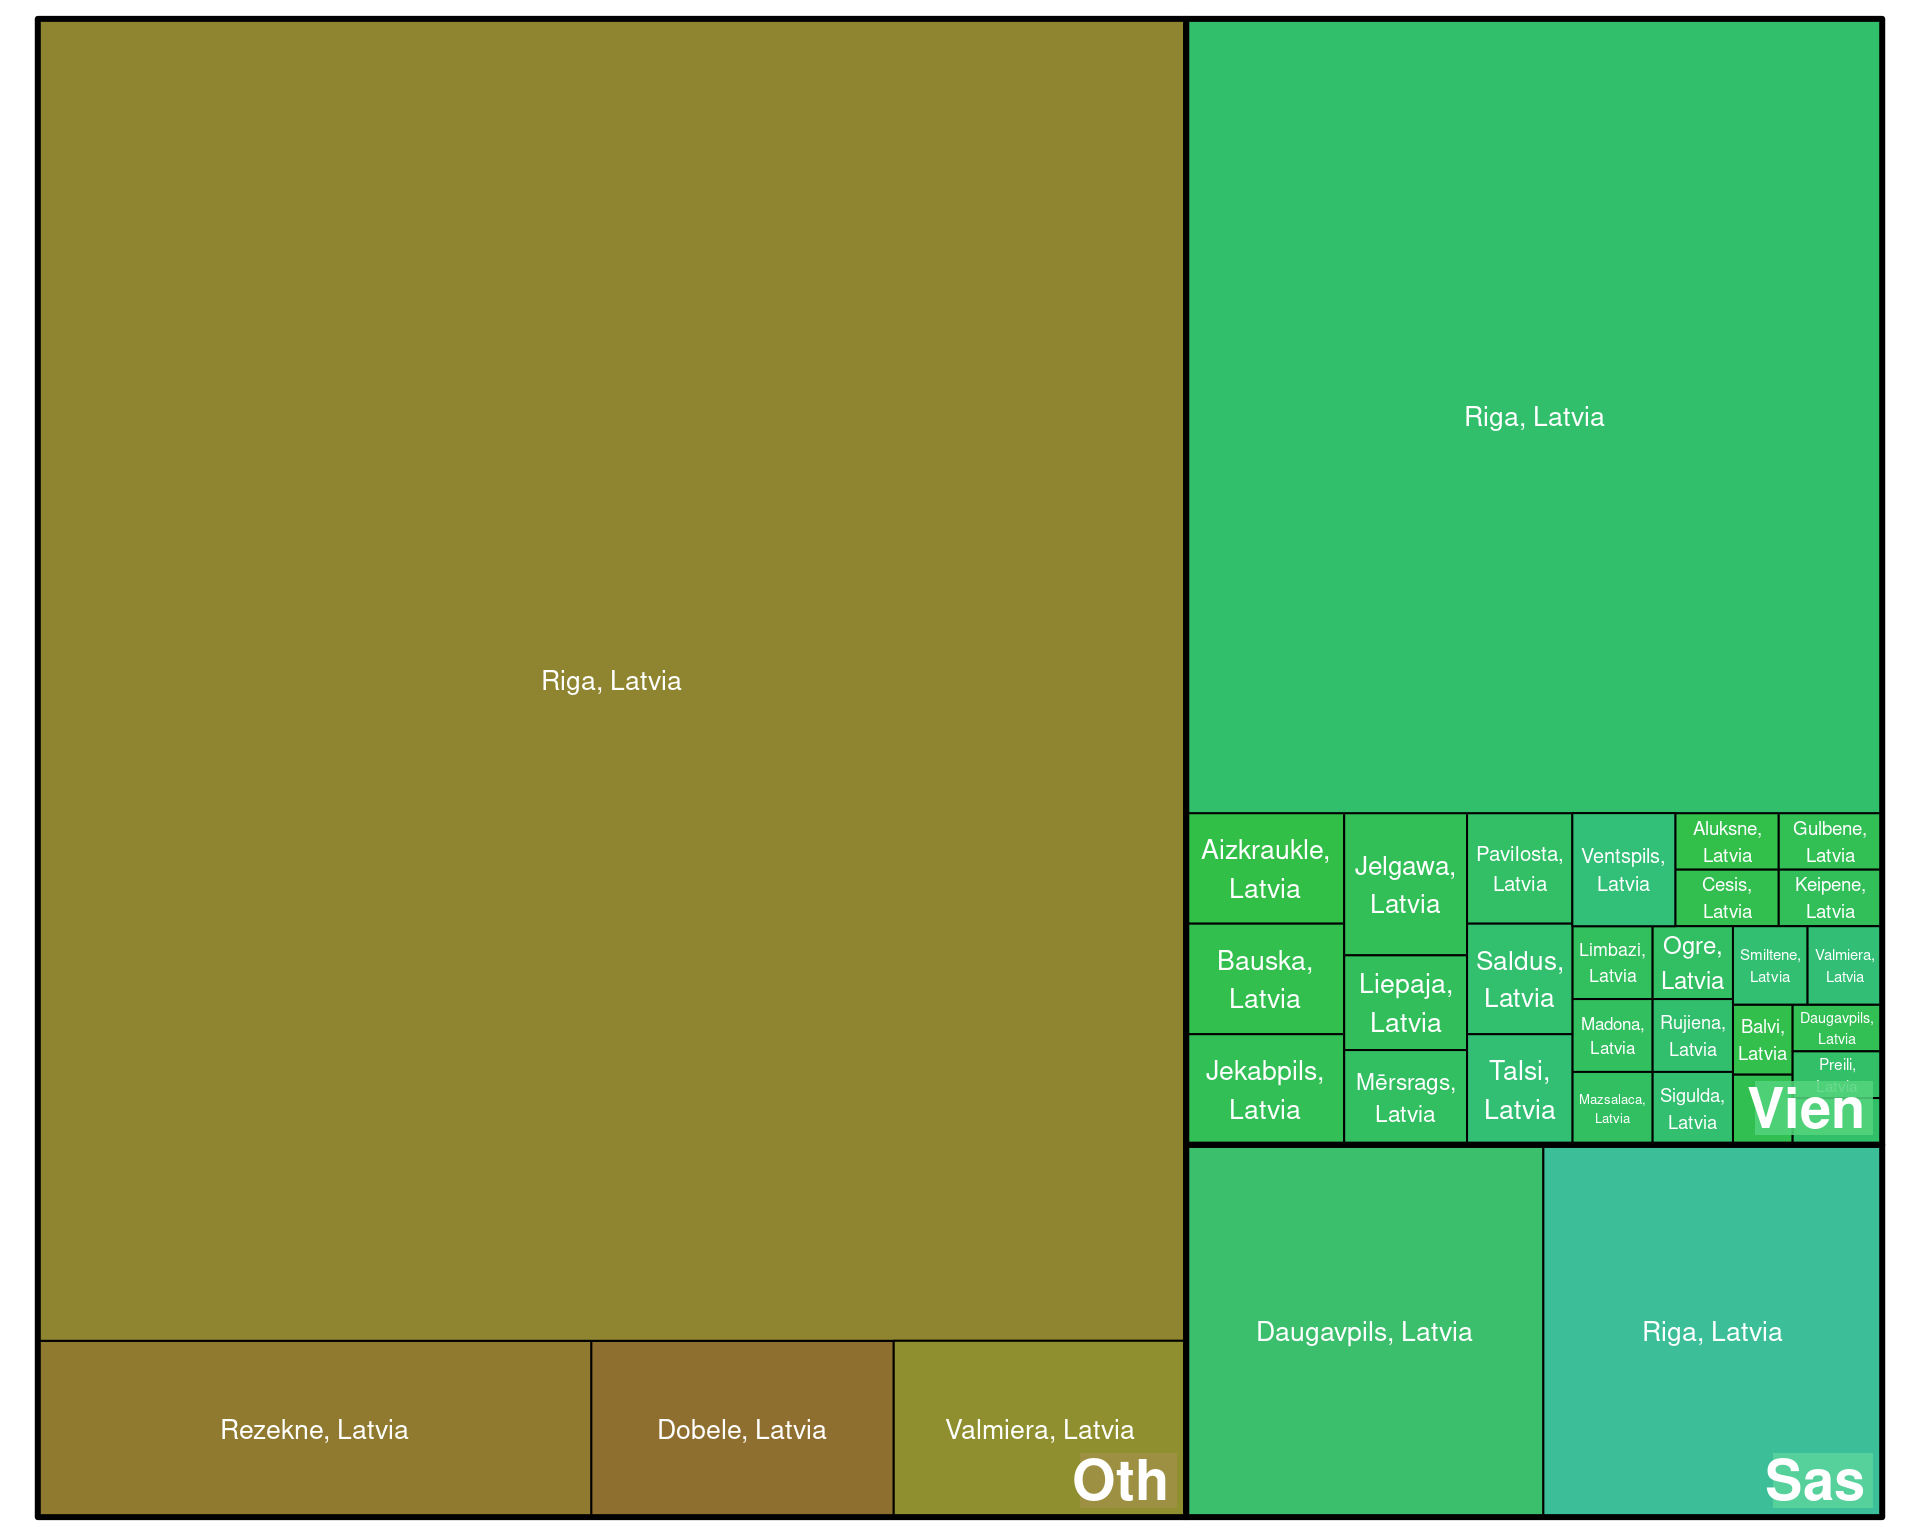 Riga, Latvia
Rezekne, Latvia
Dobele, Latvia
Valmiera, Latvia
Oth
Riga, Latvia
Aizkraukle,
Latvia
Bauska,
Latvia
Jekabpils,
Latvia
Jelgawa,
Latvia
Liepaja,
Latvia
Mērsrags,
Latvia
Pavilosta,
Latvia
Saldus,
Latvia
Talsi,
Latvia
Ventspils,
Latvia
Aluksne,
Latvia
Gulbene,
Latvia
Cesis,
Latvia
Keipene,
Latvia
Limbazi,
Latvia
Ogre,
Latvia
Smiltene,
Latvia
Valmiera,
Latvia
Madona,
Latvia
Rujiena,
Latvia
Balvi,
Latvia
Daugavpils,
Latvia
Preili,
Latvia
Mazsalaca,
Latvia
Sigulda,
Latvia
Vien
Daugavpils, Latvia
Riga, Latvia
Sas